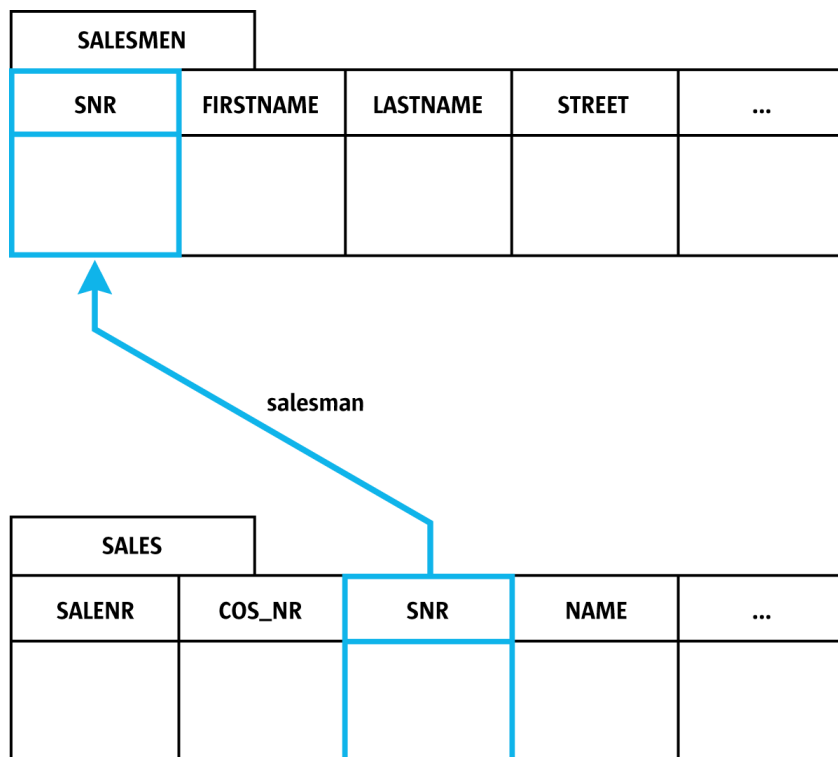 SALESMEN
SNR FIRSTNAME LASTNAME STREET ...
salesman
SALES
SALENR COS_NR SNR NAME ...